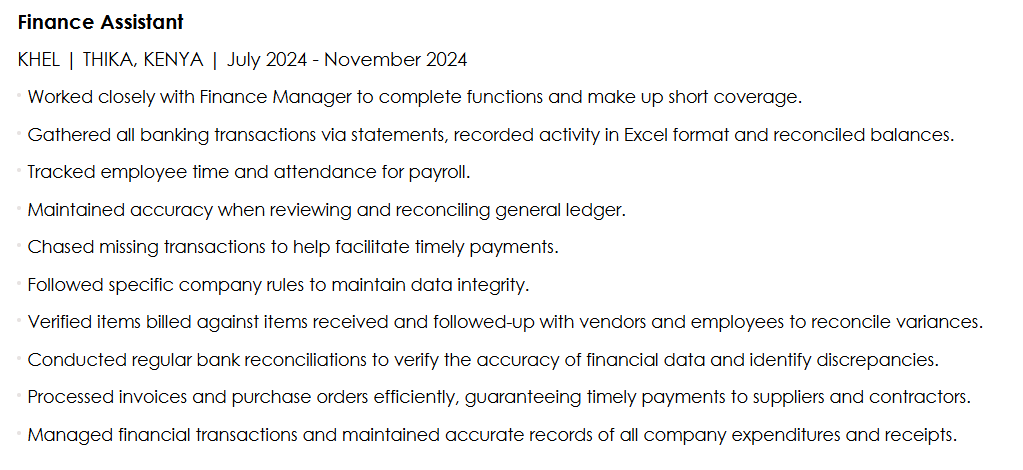 Finance Assistant
KHEL | THIKA, KENYA | July 2024 - November 2024
· Worked closely with Finance Manager to complete functions and make up short coverage.
· Gathered all banking transactions via statements, recorded activity in Excel format and reconciled balances.
· Tracked employee time and attendance for payroll.
· Maintained accuracy when reviewing and reconciling general ledger.
· Chased missing transactions to help facilitate timely payments.
· Followed specific company rules to maintain data integrity.
· Verified items billed against items received and followed-up with vendors and employees to reconcile variances.
· Conducted regular bank reconciliations to verify the accuracy of financial data and identify discrepancies.
· Processed invoices and purchase orders efficiently, guaranteeing timely payments to suppliers and contractors.
· Managed financial transactions and maintained accurate records of all company expenditures and receipts.